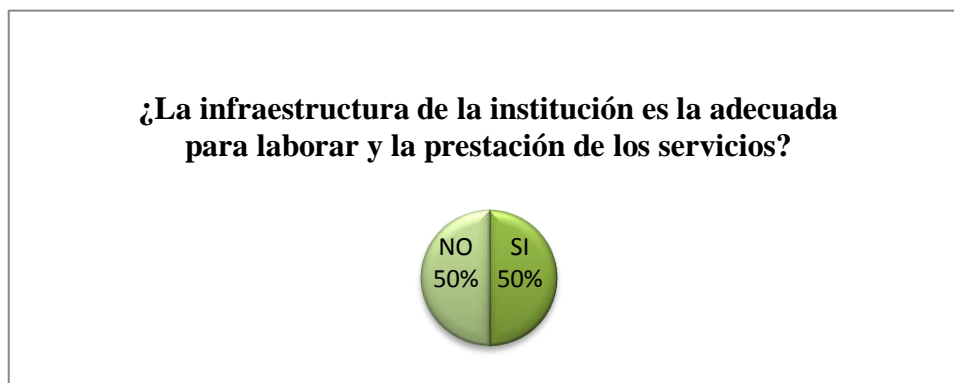 ¿La infraestructura de la institución es la adecuada
para laborar y la prestación de los servicios?
NO
50%
SI
50%